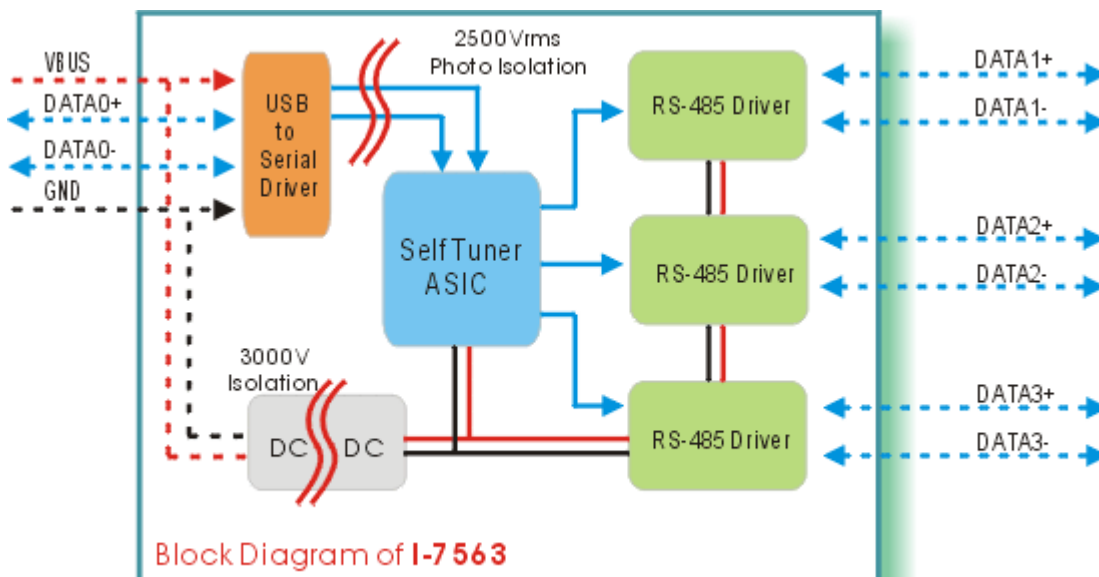 VBUS
DATA0+
DATA0-
GND
USB
to
Serial
Driver
2500Vrms
Photo Isolation
Self Tuner
ASIC
RS-485 Driver
RS-485 Driver
RS-485 Driver
DATA1+
DATA1-
DATA2+
DATA2-
DATA3+
DATA3-
3000V
Isolation
DC DC
Block Diagram of I-7563